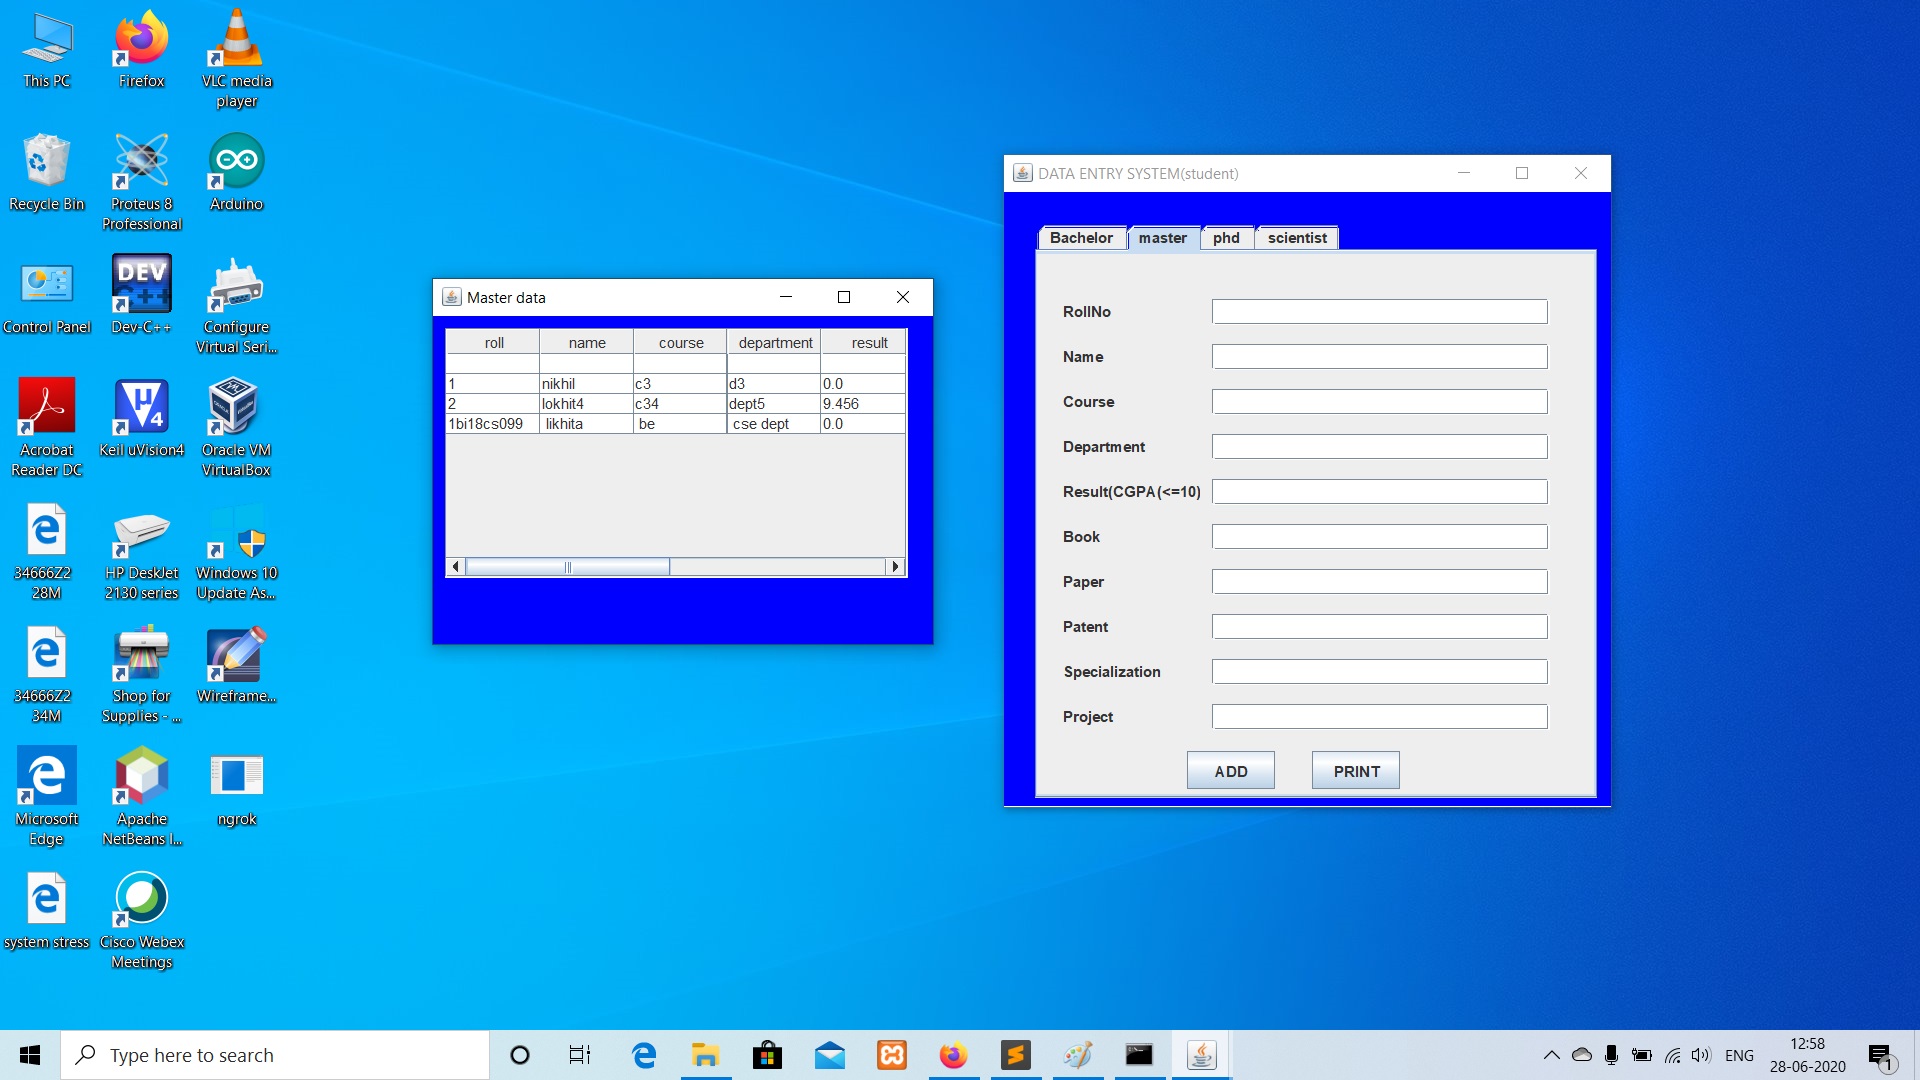 This PC
Firefox
VLC media
player
Recycle Bin
Proteus 8
Professional
Arduino
Control Panel
DEV
C++
Dev-C++
Configure
Virtual Seri...
Acrobat
Reader DC
Keil uVision4
Oracle VM
VirtualBox
34666Z2
28M
HP DeskJet
2130 series
Windows 10
Update As...
34666Z2
34M
Shop for
Supplies - ...
Wireframe...
Microsoft
Edge
Apache
NetBeans I...
ngrok
system stress
Cisco Webex
Meetings
Master data
roll name course department result
1 nikhil c3 d3 0.0
2 lokhit4 c34 dept5 9.456
1bi18cs099 likhita be cse dept 0.0
DATA ENTRY SYSTEM(student)
Bachelor master phd scientist
RollNo
Name
Course
Department
Result(CGPA(<=10)
Book
Paper
Patent
Specialization
Project
ADD PRINT
Type here to search
ENG
12:58
28-06-2020
1